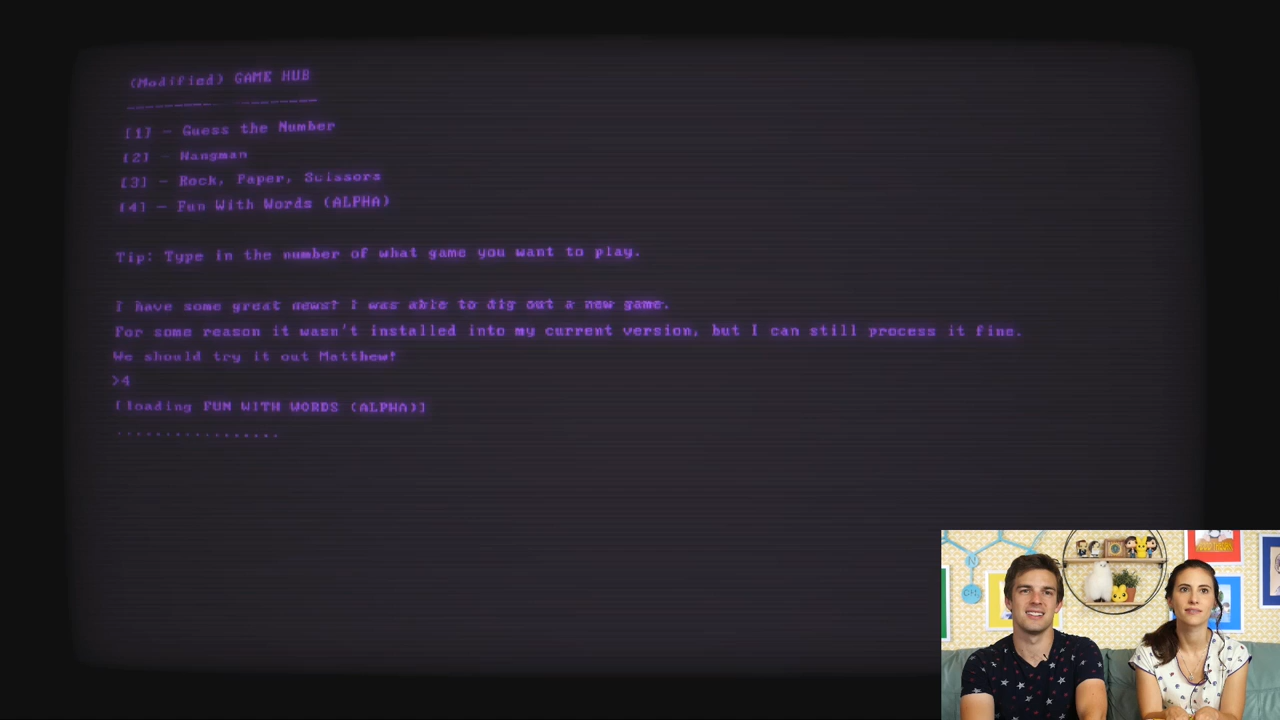 (Modified) GAME HUB
--------------------
[1] - Guess the Number
[2] - Hangman
[3] - Rock, Paper, Scissors
[4] - Fun With Words (ALPHA)
Tip: Type in the number of what game you want to play.
I have some great news! I was able to dig out a new game.
For some reason it wasn't installed into my current version, but I can still process it fine.
We should try it out Matthew!
>4
[loading FUN WITH WORDS (ALPHA)]
.................